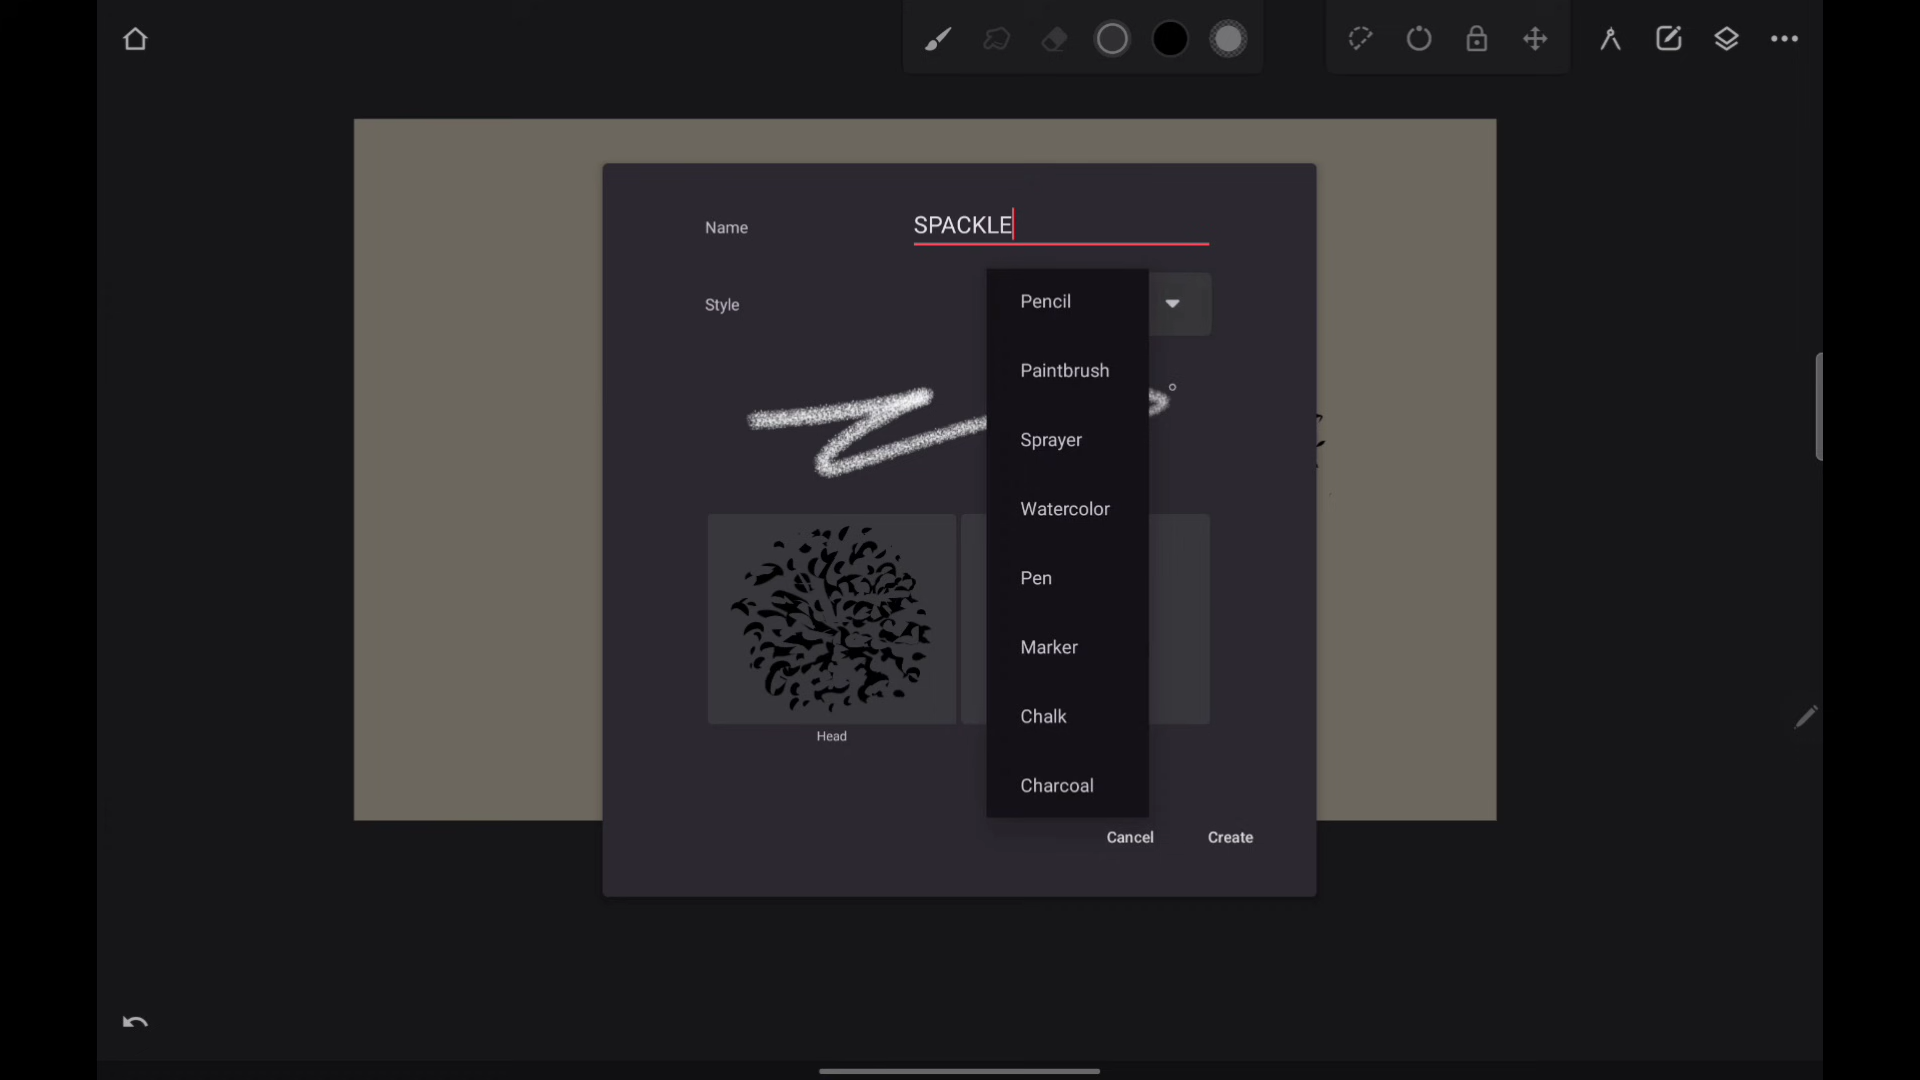 Name
SPACKLE
Style
Pencil
Paintbrush
Sprayer
Watercolor
Pen
Marker
Chalk
Charcoal
Head
Cancel
Create